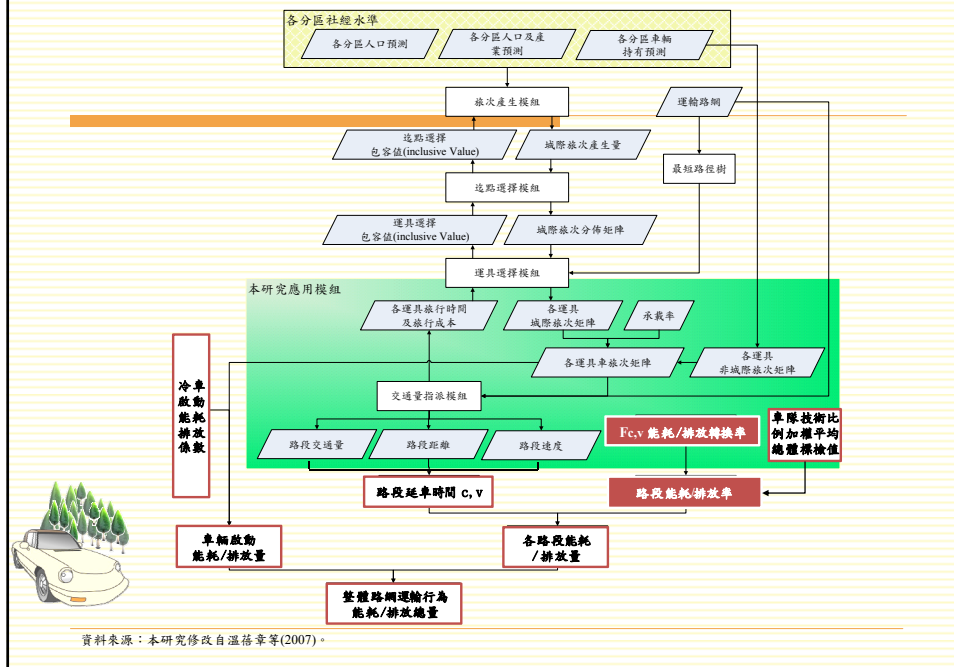 各分區社經水準
各分區人口預測
各分區人口及產
業預測
各分區車輛
持有預測
旅次產生模組
運輸路網
迄點選擇
包容值(inclusive Value)
城際旅次產生量
最短路徑樹
迄點選擇模組
運具選擇
包容值(inclusive Value)
城際旅次分佈矩陣
運具選擇模組
本研究應用模組
各運具旅行時間
及旅行成本
各運具
城際旅次矩陣
承載率
各運具車旅次矩陣
各運具
非城際旅次矩陣
冷車
啟動
能耗
排放
係數
交通量指派模組
路段交通量
路段距離
路段速度
Fc,v 能耗/排放轉換率
車隊技術比
例加權平均
總體標檢值
路段延車時間 c,v
路段能耗/排放率
車輛啟動
能耗/排放量
各路段能耗
/排放量
整體路網運輸行為
能耗/排放總量
資料來源：本研究修改自溫蓓章等(2007)。